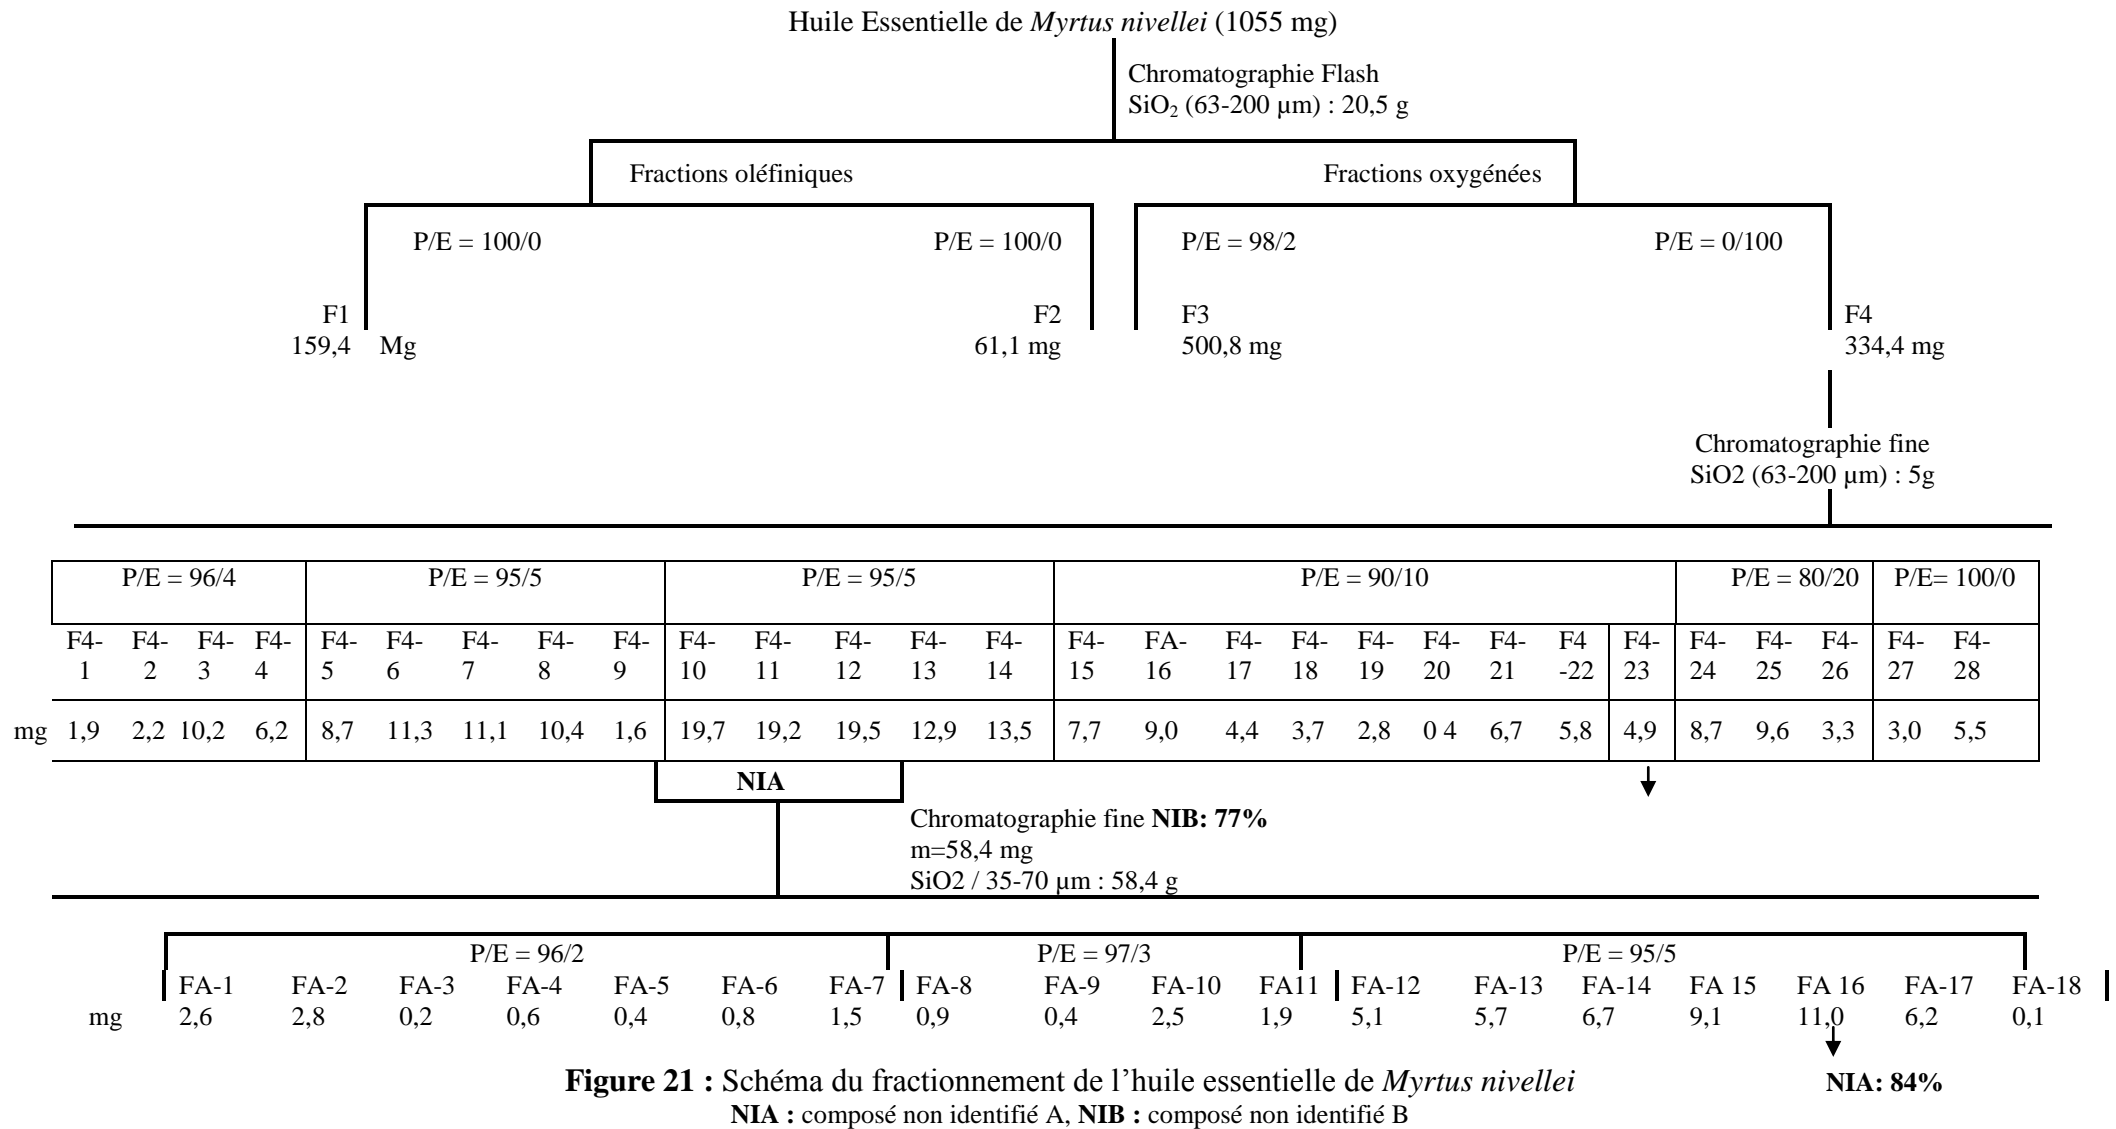 Huile Essentielle de Myrtus nivellei (1055 mg)
Chromatographie Flash
SiO₂ (63-200 µm) : 20,5 g
Fractions oléfiniques Fractions oxygénées
P/E = 100/0 P/E = 100/0 P/E = 98/2 P/E = 0/100
F1 F2 F3 F4
159,4 Mg 61,1 mg 500,8 mg 334,4 mg
Chromatographie fine
SiO2 (63-200 µm) : 5g
P/E = 96/4 P/E = 95/5 P/E = 95/5 P/E = 90/10 P/E = 80/20 P/E= 100/0
F4- F4- F4- F4- F4- F4- F4- F4- F4- F4- F4- F4- F4- F4- F4- FA- F4- F4- F4- F4- F4- F4 F4- F4- F4- F4- F4- F4-
1 2 3 4 5 6 7 8 9 10 11 12 13 14 15 16 17 18 19 20 21 -22 23 24 25 26 27 28
mg 1,9 2,2 10,2 6,2 8,7 11,3 11,1 10,4 1,6 19,7 19,2 19,5 12,9 13,5 7,7 9,0 4,4 3,7 2,8 0 4 6,7 5,8 4,9 8,7 9,6 3,3 3,0 5,5
NIA
Chromatographie fine NIB: 77%
m=58,4 mg
SiO2 / 35-70 µm : 58,4 g
P/E = 96/2 P/E = 97/3 P/E = 95/5
FA-1 FA-2 FA-3 FA-4 FA-5 FA-6 FA-7 FA-8 FA-9 FA-10 FA11 FA-12 FA-13 FA-14 FA 15 FA 16 FA-17 FA-18
mg 2,6 2,8 0,2 0,6 0,4 0,8 1,5 0,9 0,4 2,5 1,9 5,1 5,7 6,7 9,1 11,0 6,2 0,1
Figure 21 : Schéma du fractionnement de l’huile essentielle de Myrtus nivellei NIA: 84%
NIA : composé non identifié A, NIB : composé non identifié B